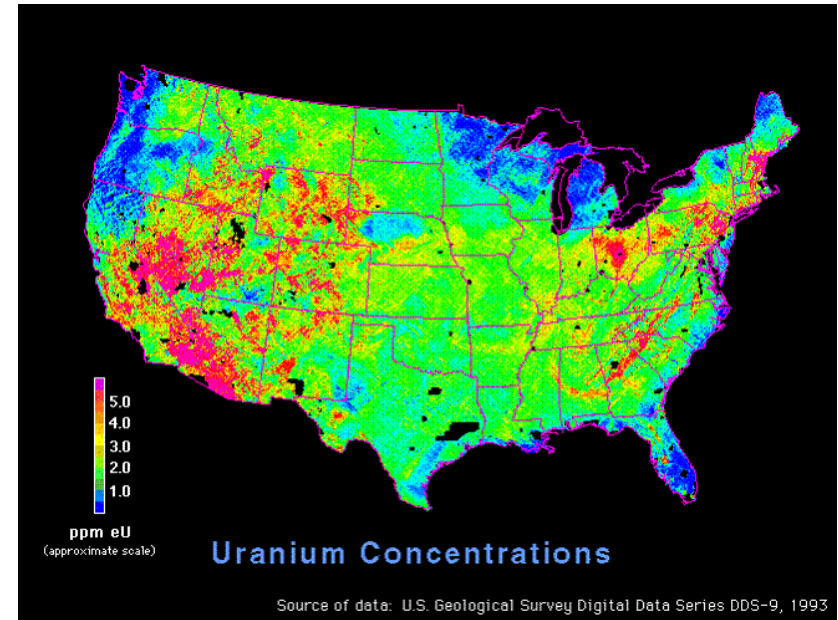 5.0
4.0
3.0
2.0
1.0
ppm eU
(approximate scale)
Uranium Concentrations
Source of data: U.S. Geological Survey Digital Data Series DDS-9, 1993